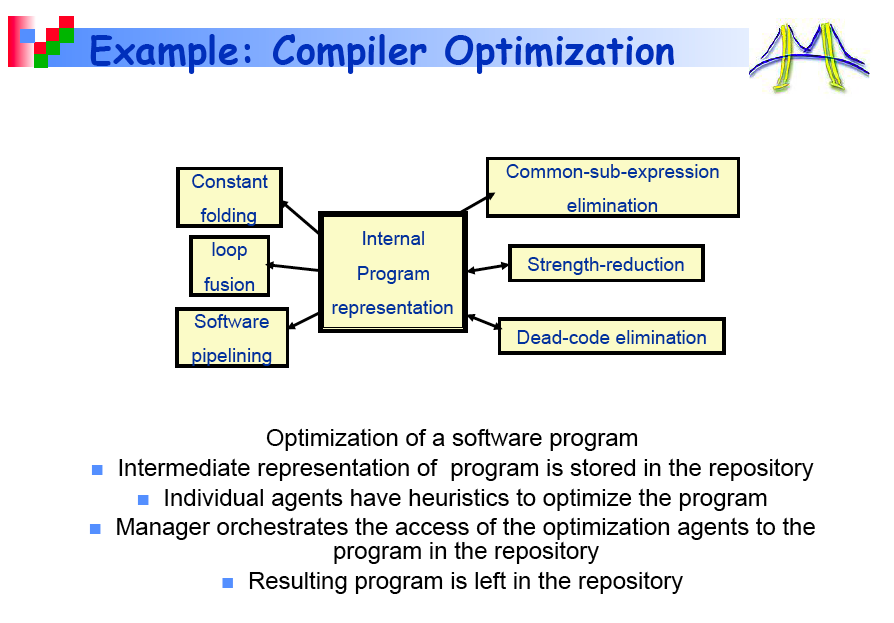 Example: Compiler Optimization
Constant
folding
loop
fusion
Software
pipelining
Internal
Program
representation
Common-sub-expression
elimination
Strength-reduction
Dead-code elimination
Optimization of a software program
Intermediate representation of program is stored in the repository
Individual agents have heuristics to optimize the program
Manager orchestrates the access of the optimization agents to the
program in the repository
Resulting program is left in the repository